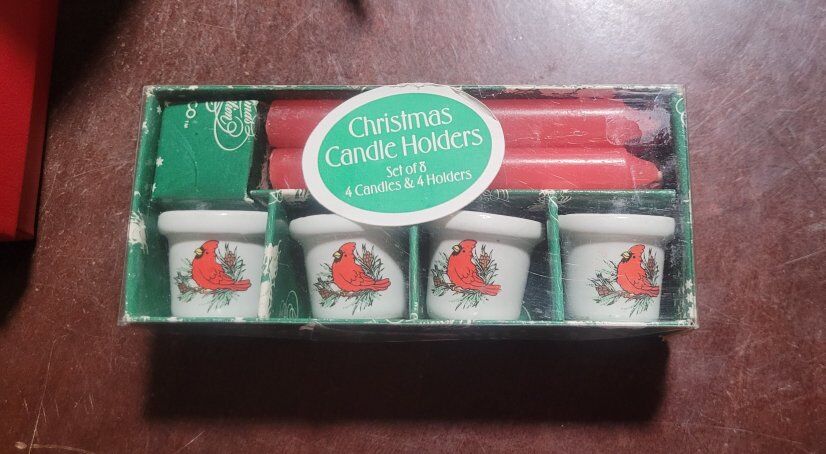 Christmas
Candle Holders
Set of 8
4 Candles & 4 Holders